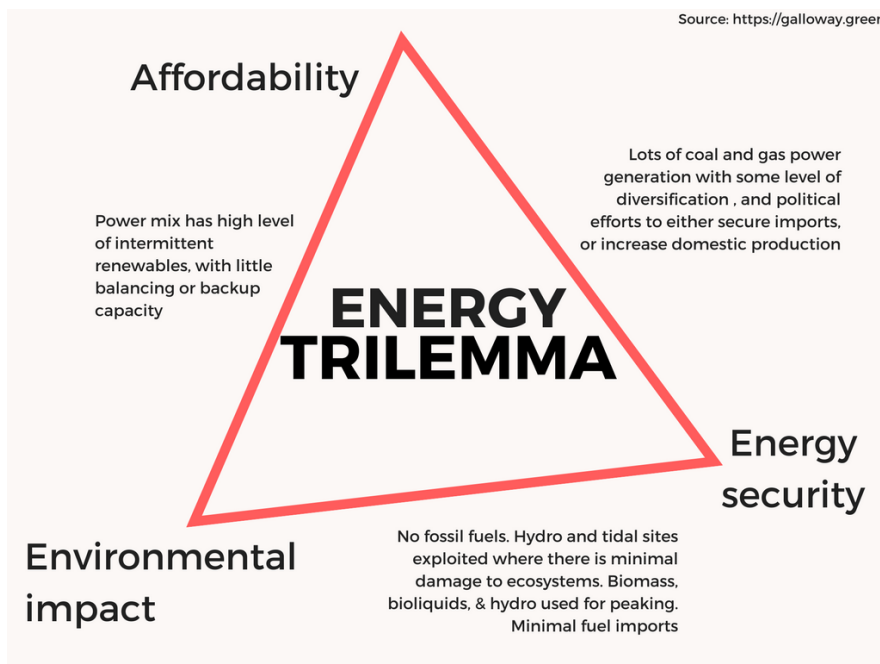 Source: https://galloway.green
Affordability
Lots of coal and gas power
generation with some level of
diversification , and political
efforts to either secure imports,
or increase domestic production
Power mix has high level
of intermittent
renewables, with little
balancing or backup
capacity
ENERGY
TRILEMMA
Energy
security
Environmental
impact
No fossil fuels. Hydro and tidal sites
exploited where there is minimal
damage to ecosystems. Biomass,
bioliquids, & hydro used for peaking.
Minimal fuel imports